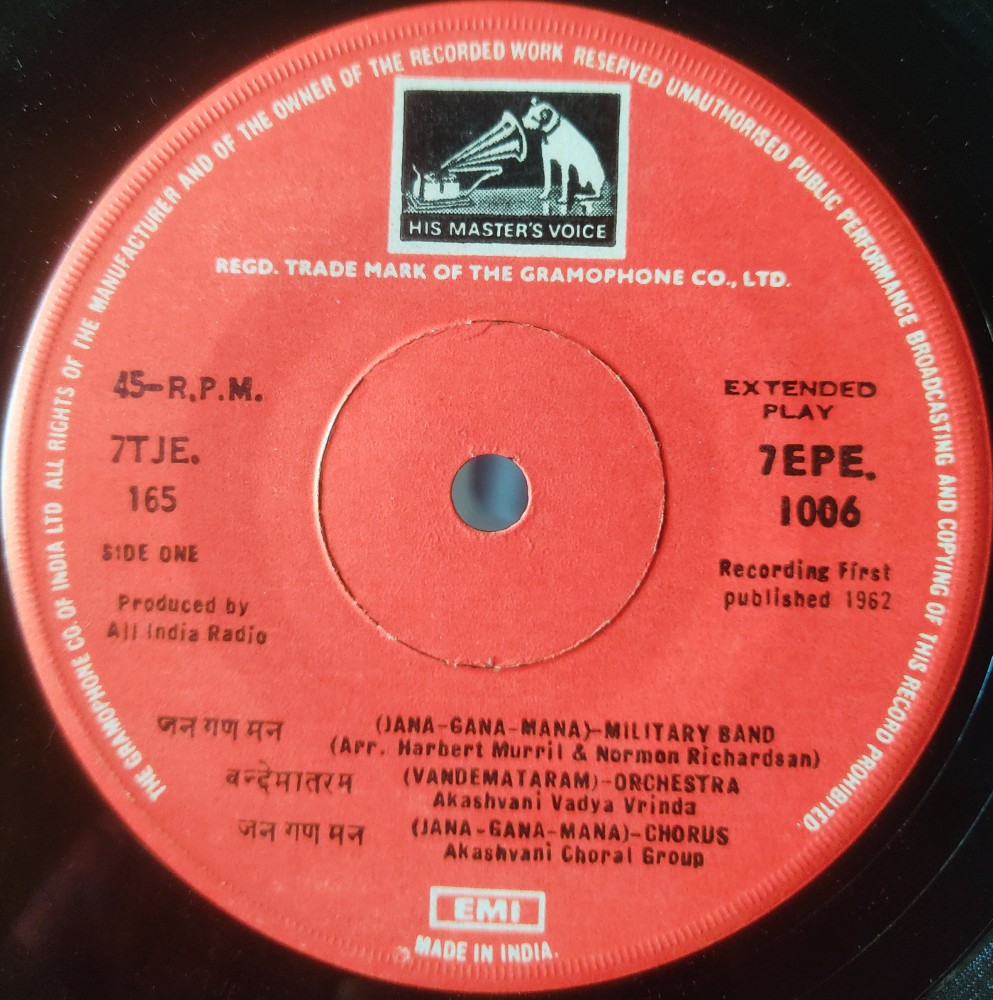 THE GRAMOPHONE CO. OF INDIA LTD ALL RIGHTS OF THE MANUFACTURER AND OF THE OWNER OF THE RECORDED WORK RESERVED UNAUTHORISED PUBLIC PERFORMANCE BROADCASTING AND COPYING OF THIS RECORD PROHIBITED.
HIS MASTER'S VOICE
REGD. TRADE MARK OF THE GRAMOPHONE CO., LTD.
45-R.P.M.
7TJE.
165
SIDE ONE
Produced by
All India Radio
EXTENDED
PLAY
7EPE.
1006
Recording First
published 1962
जन गण मन (JANA-GANA-MANA)-MILITARY BAND
(Arr. Harbert Murril & Normon Richardsan)
वन्देमातरम (VANDEMATARAM)-ORCHESTRA
Akashvani Vadya Vrinda
जन गण मन (JANA-GANA-MANA)-CHORUS
Akashvani Choral Group
EMI
MADE IN INDIA.